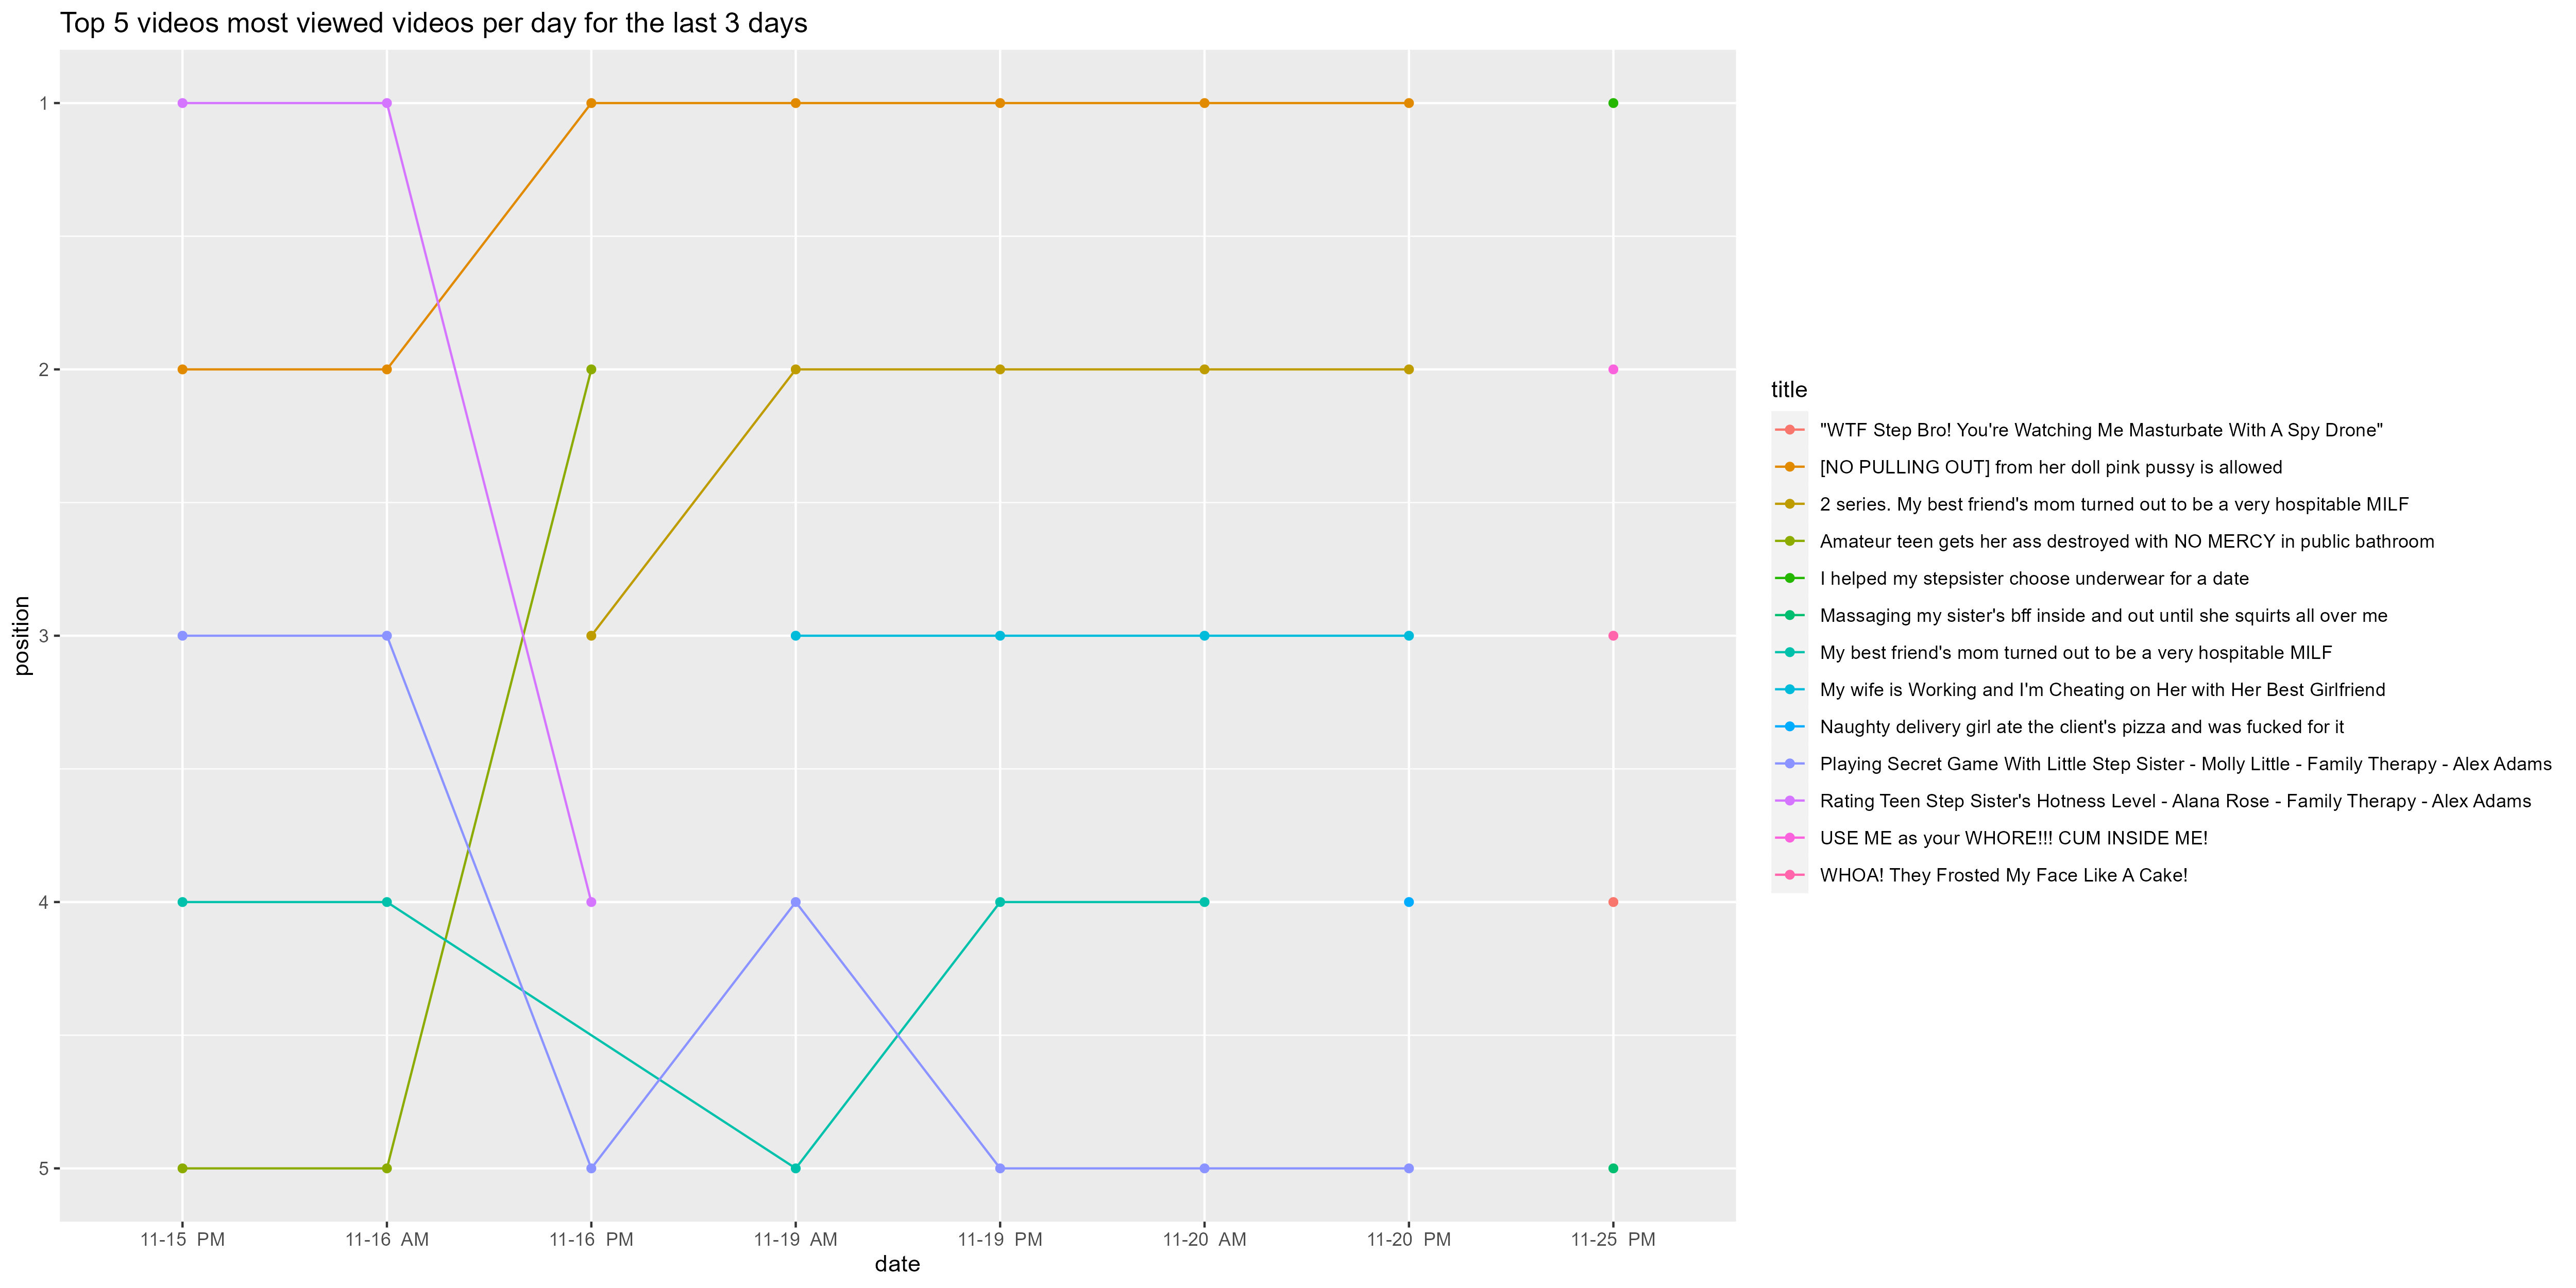 Top 5 videos most viewed videos per day for the last 3 days
1
2
3
4
5
position
11-15 PM
11-16 AM
11-16 PM
11-19 AM
11-19 PM
11-20 AM
11-20 PM
11-25 PM
date
title
"WTF Step Bro! You're Watching Me Masturbate With A Spy Drone"
[NO PULLING OUT] from her doll pink pussy is allowed
2 series. My best friend's mom turned out to be a very hospitable MILF
Amateur teen gets her ass destroyed with NO MERCY in public bathroom
I helped my stepsister choose underwear for a date
Massaging my sister's bff inside and out until she squirts all over me
My best friend's mom turned out to be a very hospitable MILF
My wife is Working and I'm Cheating on Her with Her Best Girlfriend
Naughty delivery girl ate the client's pizza and was fucked for it
Playing Secret Game With Little Step Sister - Molly Little - Family Therapy - Alex Adams
Rating Teen Step Sister's Hotness Level - Alana Rose - Family Therapy - Alex Adams
USE ME as your WHORE!!! CUM INSIDE ME!
WHOA! They Frosted My Face Like A Cake!